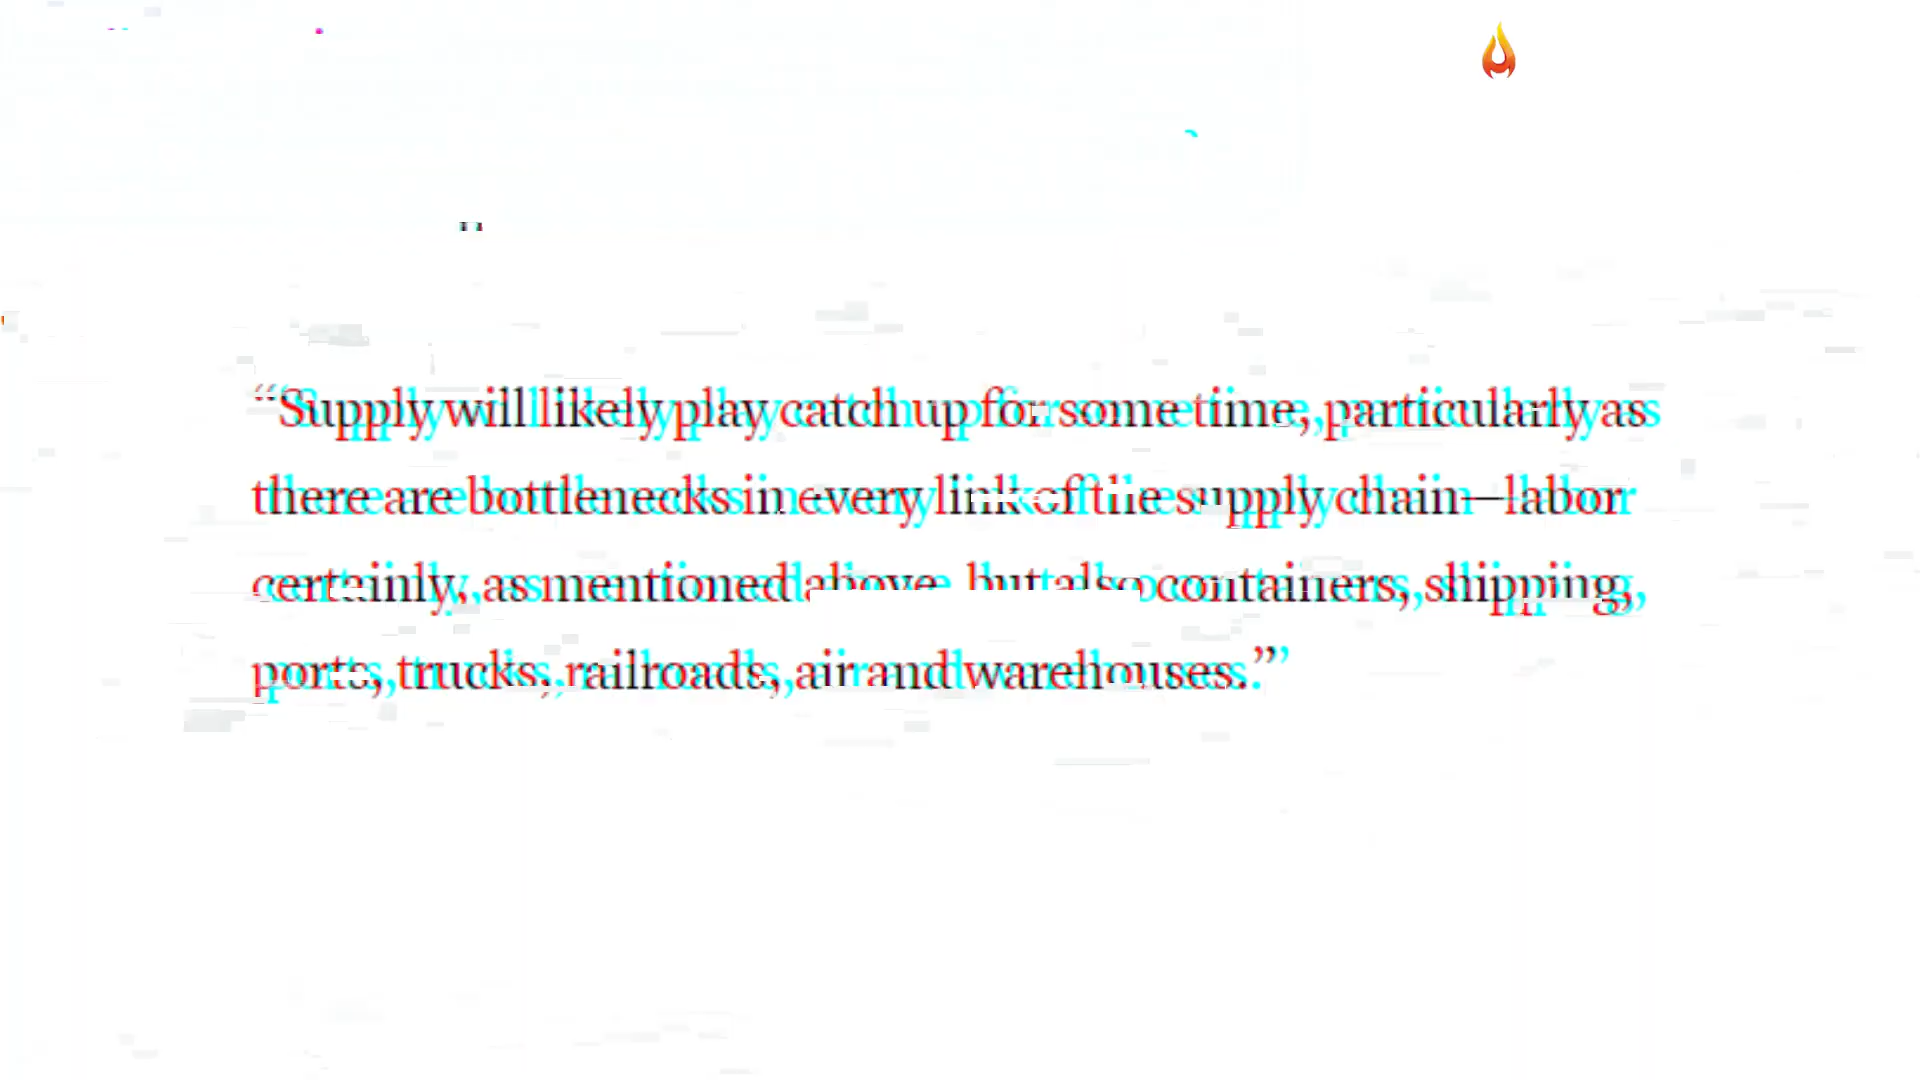 “Supply will likely play catch up for some time, particularly as
there are bottlenecks in every link of the supply chain—labor
certainly, as mentioned above, but also containers, shipping,
ports, trucks, railroads, air and warehouses.”